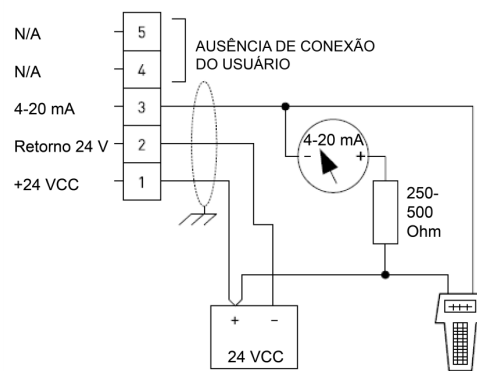 N/A
5
AUSÊNCIA DE CONEXÃO
DO USUÁRIO
N/A
4
4-20 mA
3
4-20 mA
- +
Retorno 24 V
2
+24 VCC
1
250-
500
Ohm
+ -
24 VCC